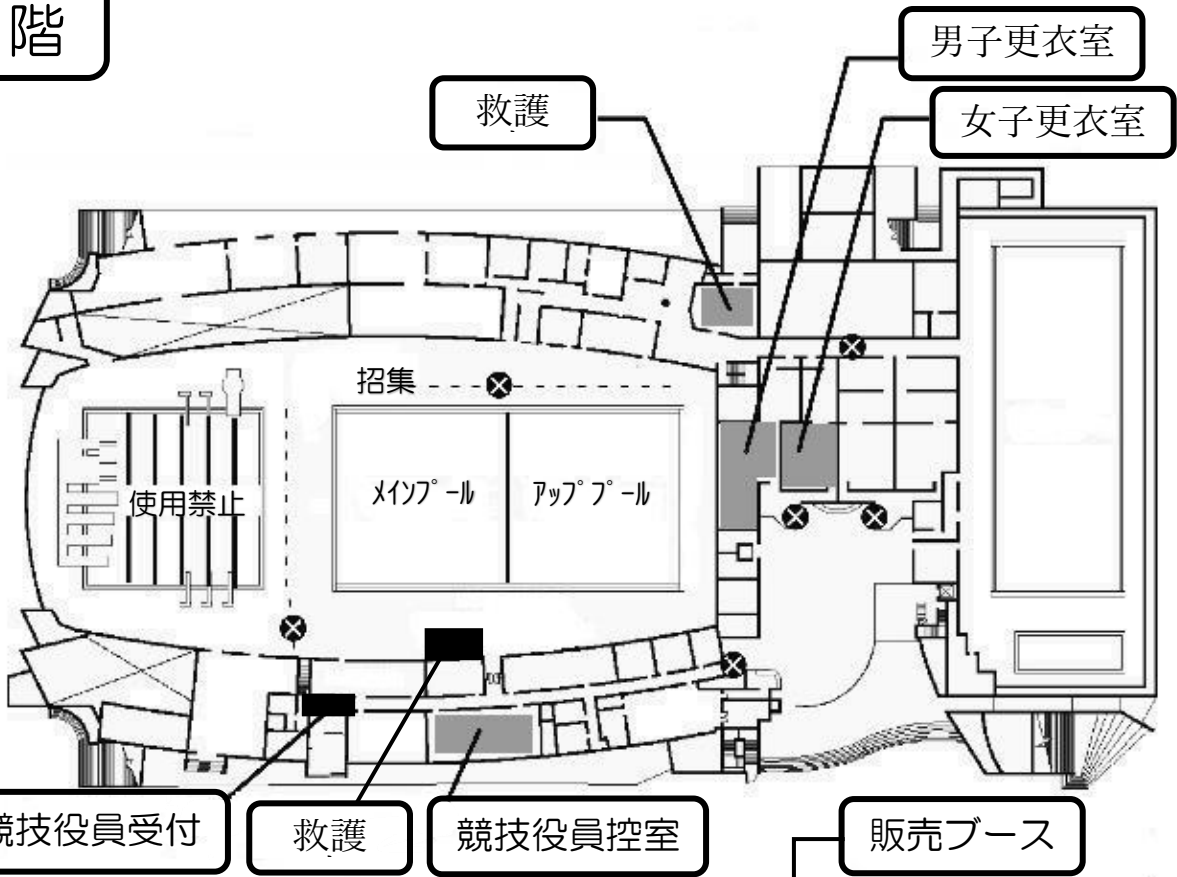 階
男子更衣室
救護
女子更衣室
招集
使用禁止
ﾒｲﾝﾌﾟｰﾙ
ｱｯﾌﾟﾌﾟｰﾙ
競技役員受付
救護
競技役員控室
販売ブース